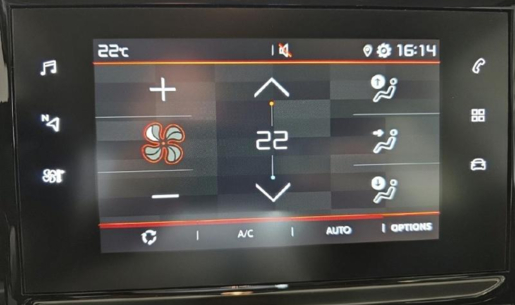 22℃ 16:14
N
22
A/C AUTO OPTIONS